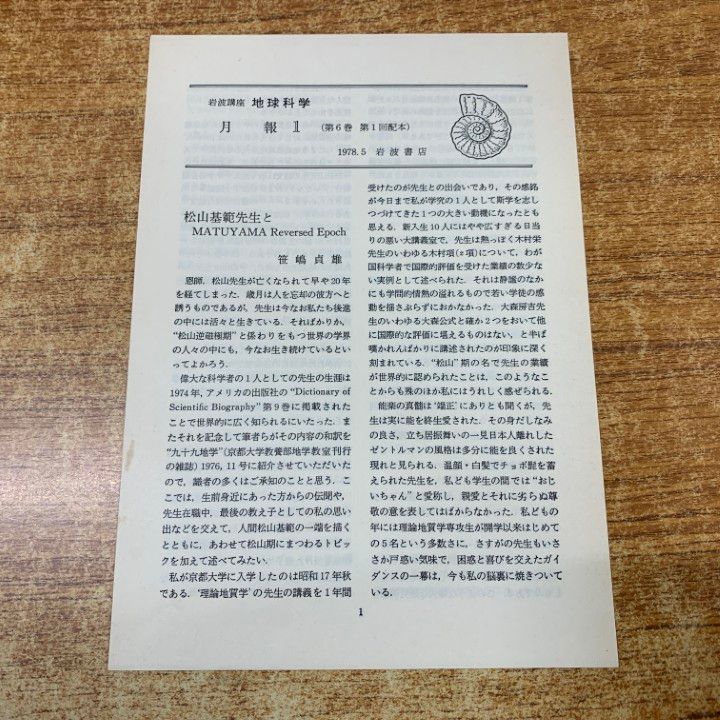 岩波講座 地球科学
月報1 (第6巻 第1回配本)
1978.5 岩波書店
松山基範先生と
MATUYAMA Reversed Epoch
笹嶋貞雄
恩師,松山先生が亡くなられて早や20年
を経てしまった.歳月は人を忘却の彼方へと
誘うものであるが,先生は今なお私たち後進
の中には活々と生きている.そればかりか,
“松山逆磁極期”と係わりをもつ世界の学界
の人々の中にも,今なお生き続けているとい
ってよかろう.
偉大な科学者の1人としての先生の生涯は
1974年,アメリカの出版社の“Dictionary of
Scientific Biography”第9巻に掲載された
ことで世界的に広く知られるにいたった.ま
たそれを記念して筆者らがその内容の和訳を
“九十九地学”(京都大学教養部地学教室刊行
の雑誌)1976, 11号に紹介させていただいた
ので,識者の多くはご承知のことと思う.こ
こでは,生前身近にあった方からの伝聞や,
先生在職中,最後の教え子としての私の思い
出などを交えて,人間松山基範の一端を描く
とともに,あわせて松山期にまつわるトピッ
クを加えて述べてみたい.
私が京都大学に入学したのは昭和17年秋
である.‘理論地質学’の先生の講義を1年間
受けたのが先生との出会いであり,その感銘
が今日まで私が学究の1人として斯学を志し
つづけてきた1つの大きい動機になったとも
思える.新入生10人にはやや広すぎる日当
りの悪い大講義室で,先生は熱っぽく木村栄
先生のいわゆる木村項(z項)について,わが
国科学者で国際的評価を受けた業績の数少な
い実例として述べられた.それは静謐のなか
にも学問的情熱の溢れるもので若い学徒の感
動を揺さぶらずにおかなかった.大森房吉先
生のいわゆる大森公式と確か2つをおいて他
に国際的な評価に堪えるものはない,と半ば
嘆かれんばかりに講述されたのが印象に深く
刻まれている.“松山”期の名で先生の業績
が世界的に認められたことは,このようなこ
とからも殊のほか私にはうれしく感ぜられる.
能楽の真髄は‘端正’にありとも聞くが,先生
は実に能を終生愛された.その身だしなみ
の良さ,立ち居振舞いの一見日本人離れした
ゼントルマンの風格は多分に能を良くされた
現れと見られる.温顔・白髪でチョボ髭を蓄
えられた先生を,私ども学生の間では“おじ
いちゃん”と愛称し,親愛とそれに劣らぬ尊
敬の意を表してはばからなかった.私どもの
年には理論地質学専攻生が開学以来はじめて
の5名という多数さに,さすがの先生もいさ
さか戸惑い気味で,困惑と喜びを交えたガイ
ダンスの一幕は,今も私の脳裏に焼きついて
いる.
1